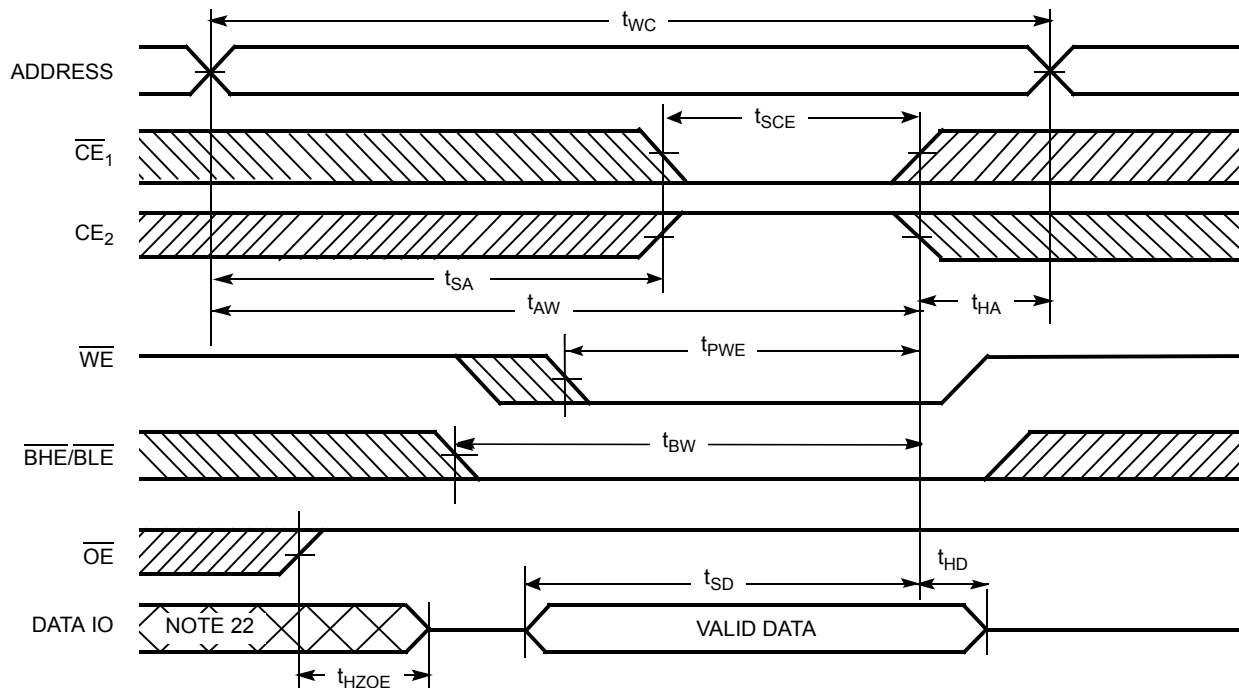 tWC
ADDRESS
tSCE
CE1
CE2
tSA
tAW
tHA
WE
tPWE
BHE/BLE
tBW
OE
tHD
tSD
DATA IO
NOTE 22
VALID DATA
tHZOE